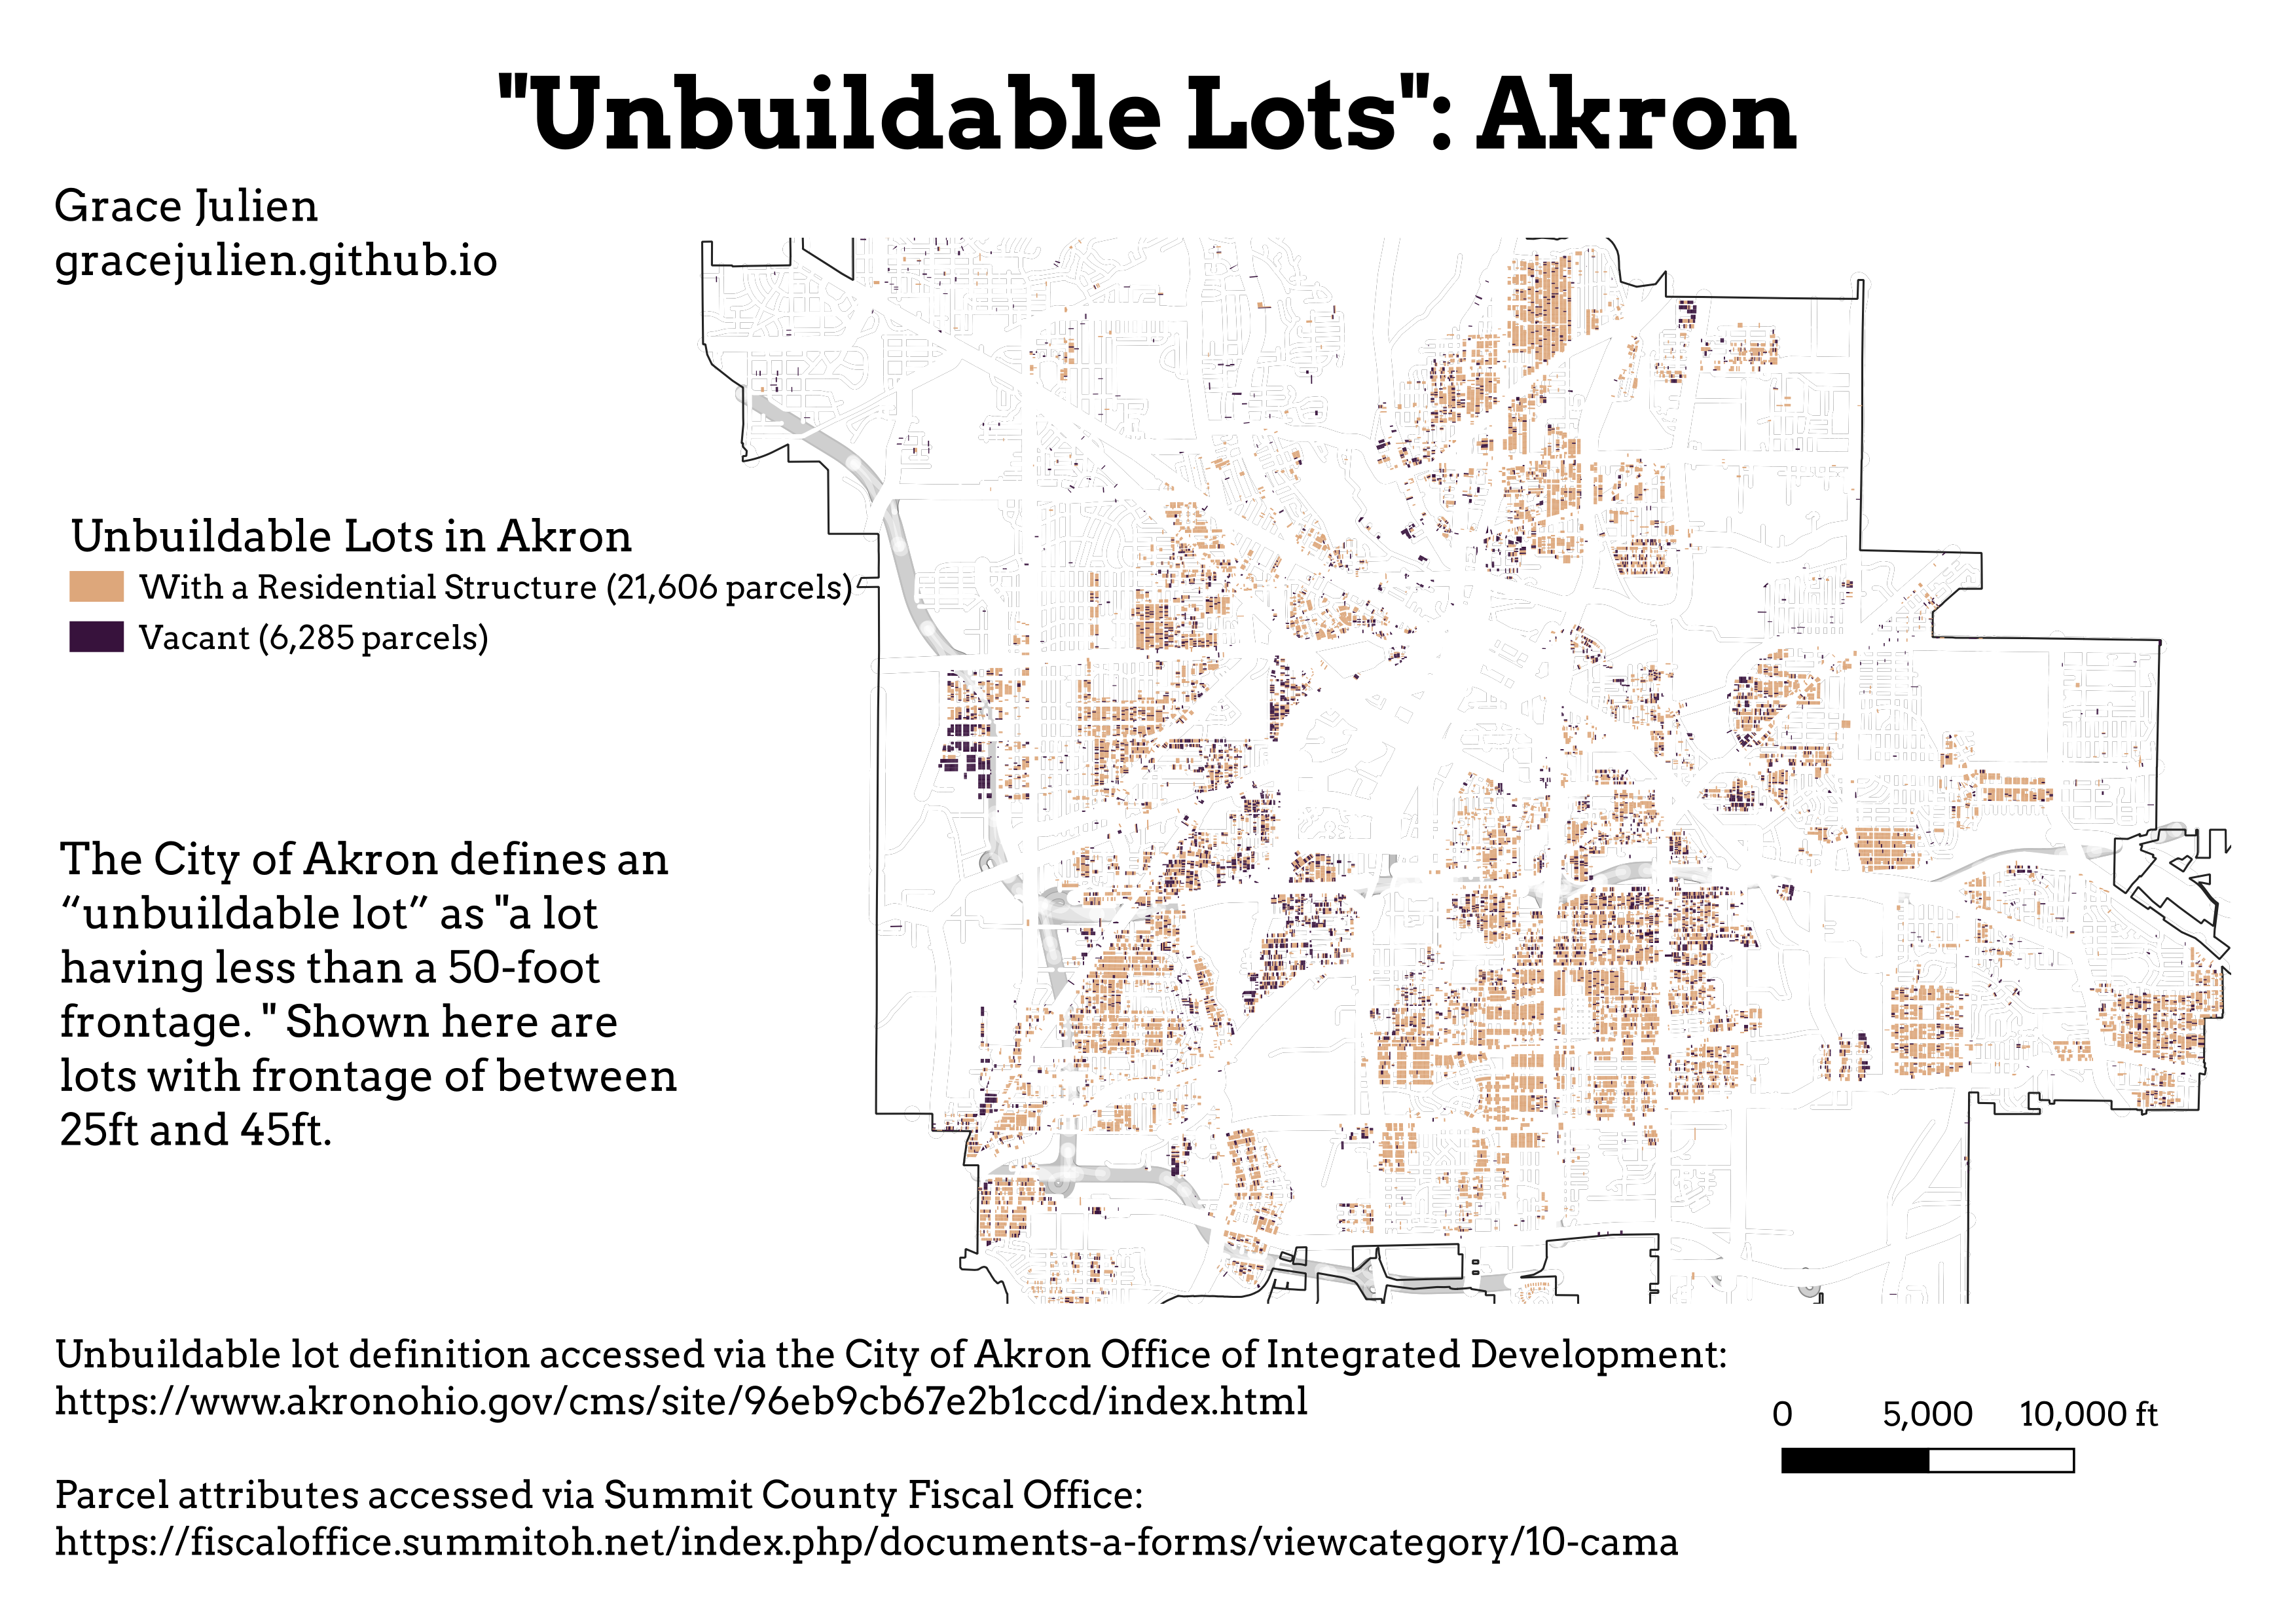 "Unbuildable Lots": Akron
Grace Julien
gracejulien.github.io
Unbuildable Lots in Akron
With a Residential Structure (21,606 parcels)
Vacant (6,285 parcels)
The City of Akron defines an
“unbuildable lot” as "a lot
having less than a 50-foot
frontage. " Shown here are
lots with frontage of between
25ft and 45ft.
Unbuildable lot definition accessed via the City of Akron Office of Integrated Development:
https://www.akronohio.gov/cms/site/96eb9cb67e2b1ccd/index.html
0 5,000 10,000 ft
Parcel attributes accessed via Summit County Fiscal Office:
https://fiscaloffice.summitoh.net/index.php/documents-a-forms/viewcategory/10-cama